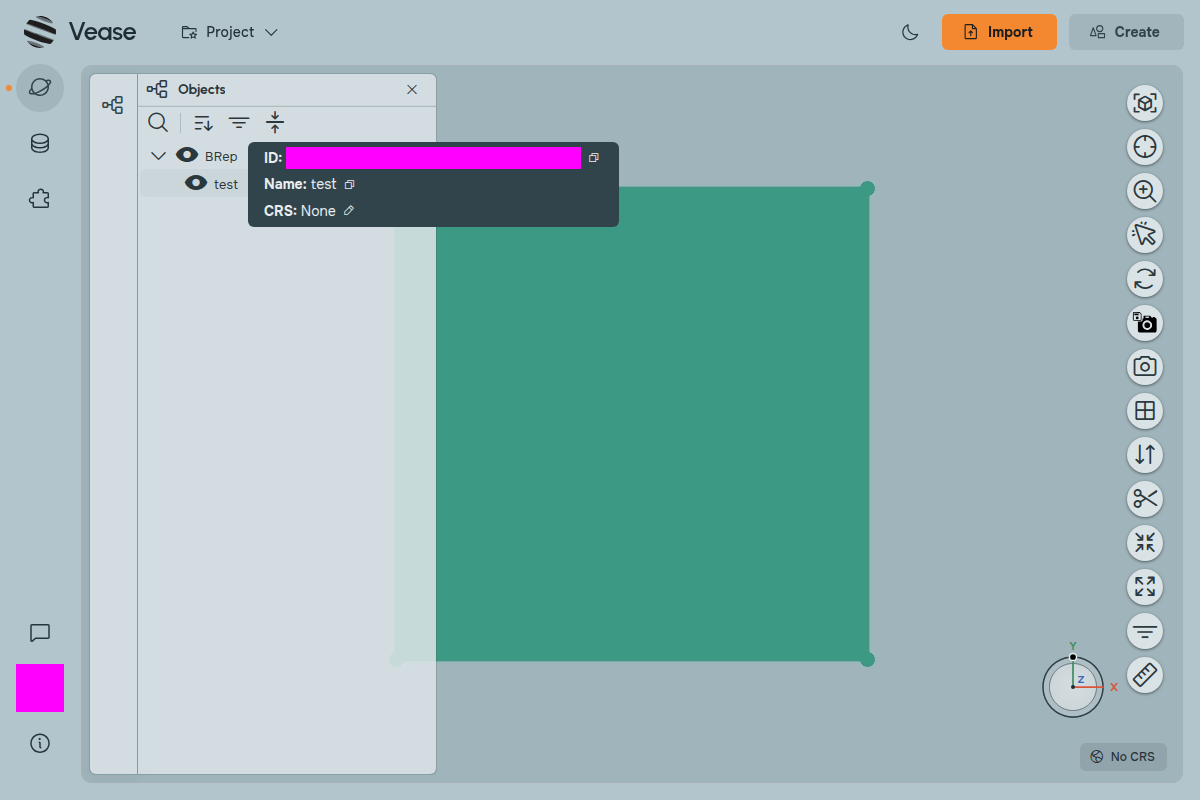 Vease
Project
Import
Create
Objects
BRep
test
ID:
Name: test
CRS: None
Y
Z
X
No CRS